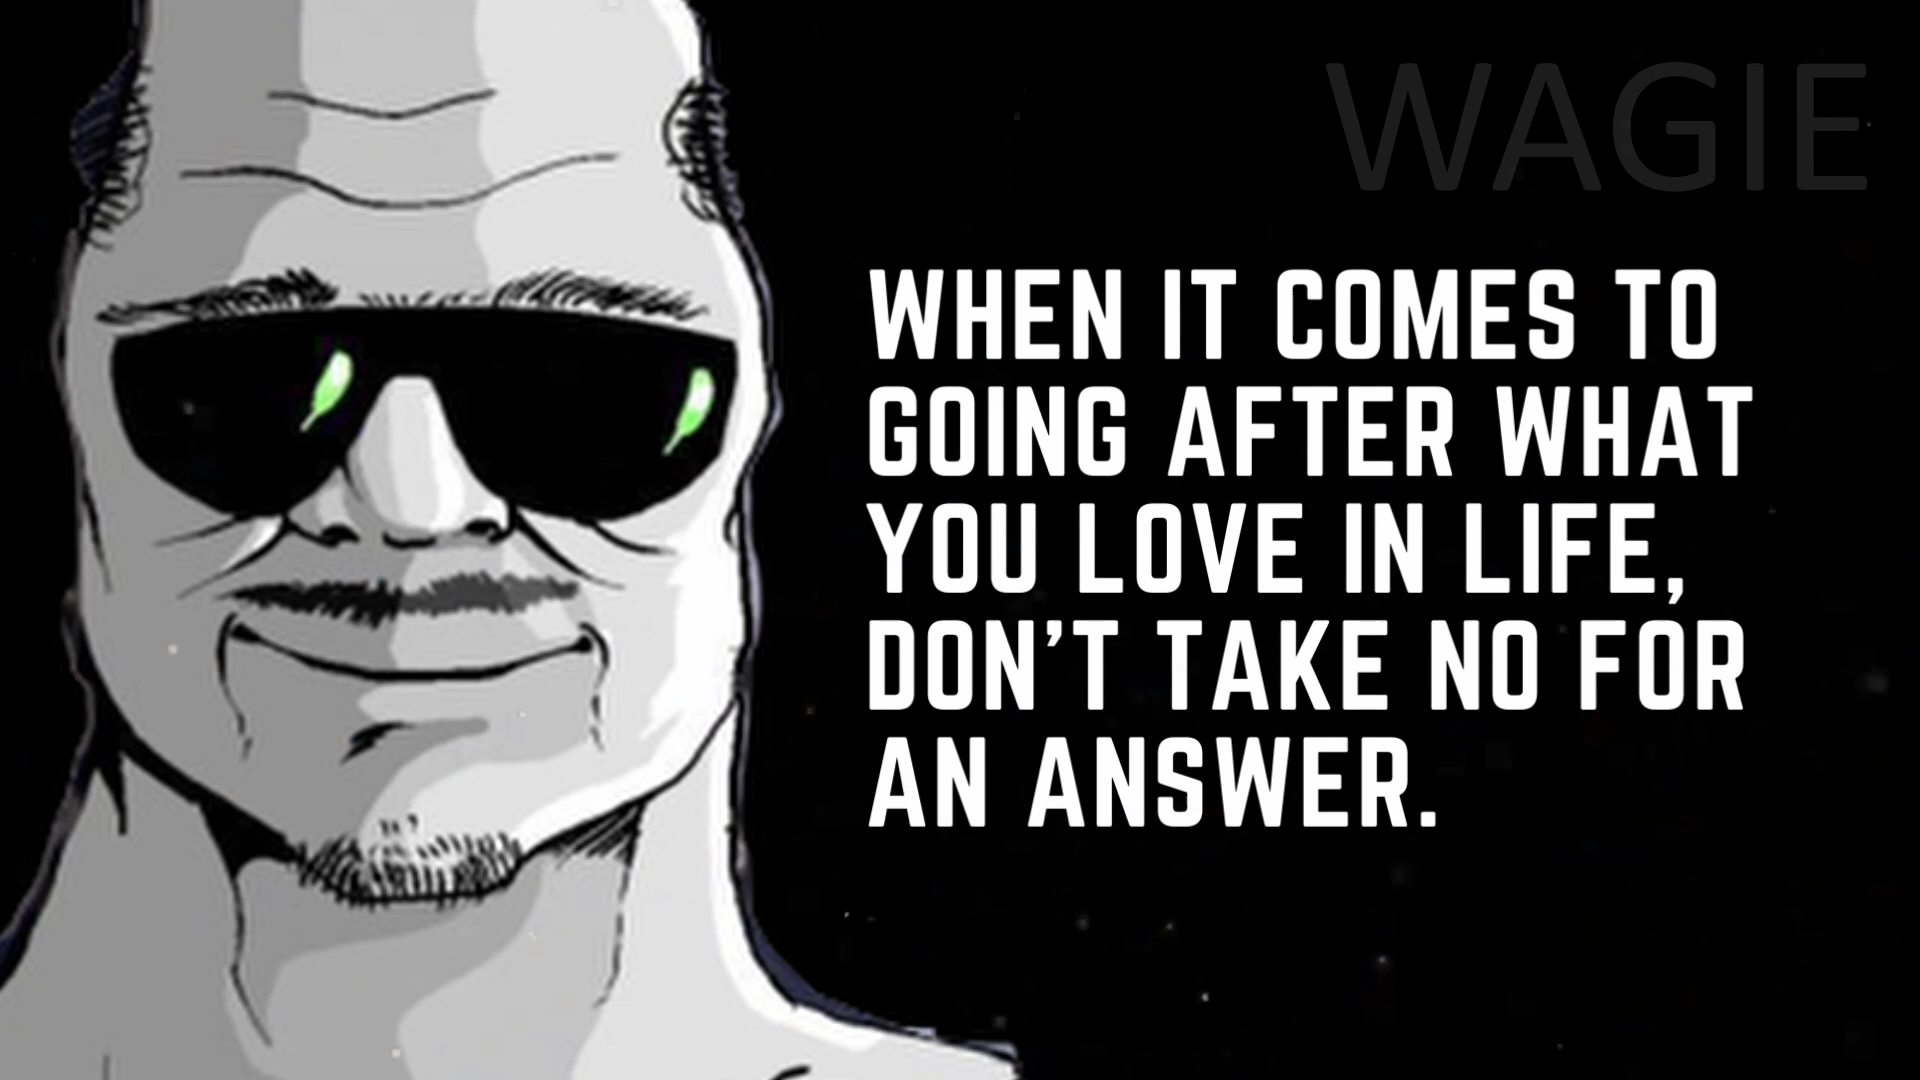 WAGIE
WHEN IT COMES TO
GOING AFTER WHAT
YOU LOVE IN LIFE,
DON'T TAKE NO FOR
AN ANSWER.